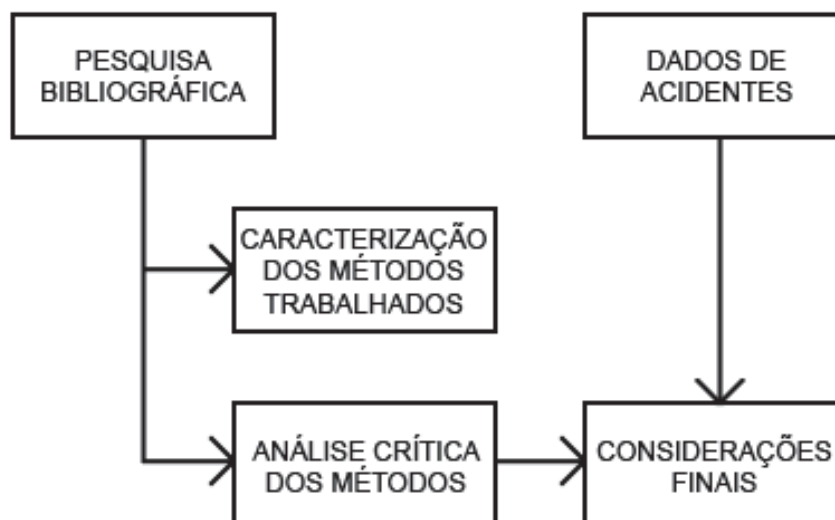 PESQUISA
BIBLIOGRÁFICA
DADOS DE
ACIDENTES
CARACTERIZAÇÃO
DOS MÉTODOS
TRABALHADOS
ANÁLISE CRÍTICA
DOS MÉTODOS
CONSIDERAÇÕES
FINAIS